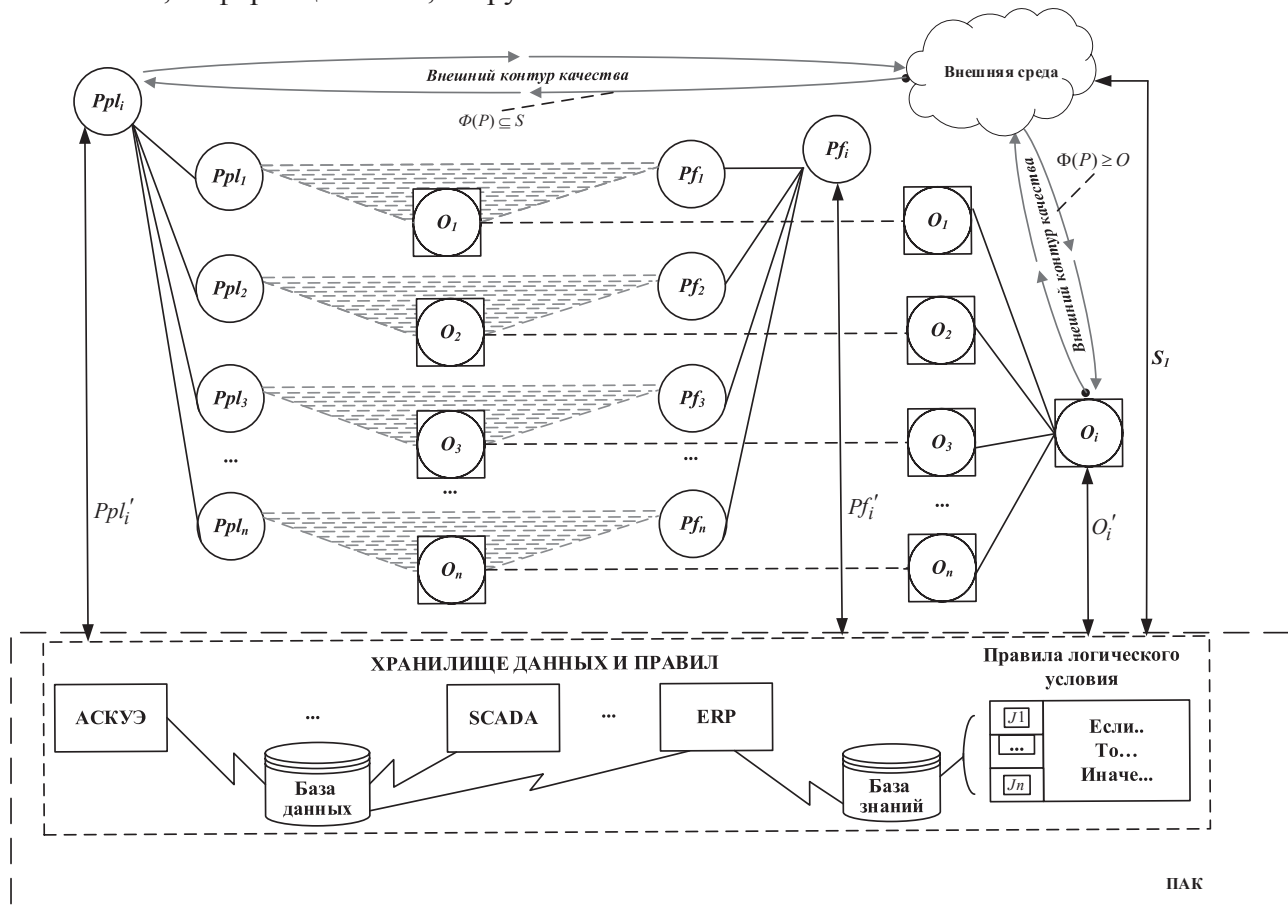 Внешний контур качества
Внешняя среда
Ppl_i
Φ(P) ⊆ S
Pf_i
Φ(P) ≥ O
Ppl_1
Pf_1
O_1
O_1
Внешний контур качества
Ppl_2
Pf_2
O_2
O_2
S_1
Ppl_3
Pf_3
O_3
O_3
O_i
...
...
...
...
Ppl_i'
Pf_i'
O_i'
Ppl_n
Pf_n
O_n
O_n
ХРАНИЛИЩЕ ДАННЫХ И ПРАВИЛ
Правила логического
условия
АСКУЭ
...
SCADA
...
ERP
J1
...
Jn
Если..
То...
Иначе...
База
данных
База
знаний
ПАК